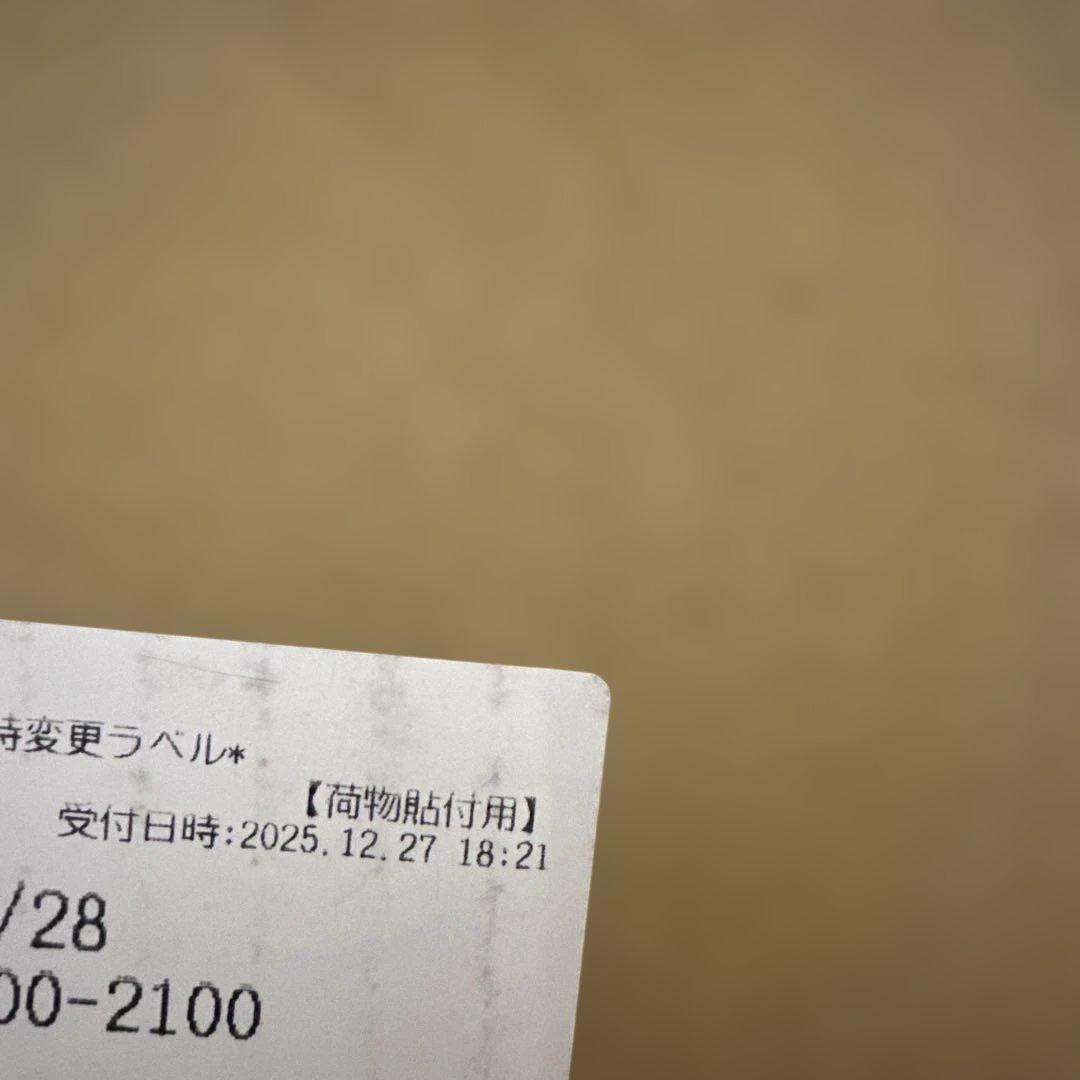 時変更ラベル*
【荷物貼付用】
受付日時:2025.12.27 18:21
/28
00-2100